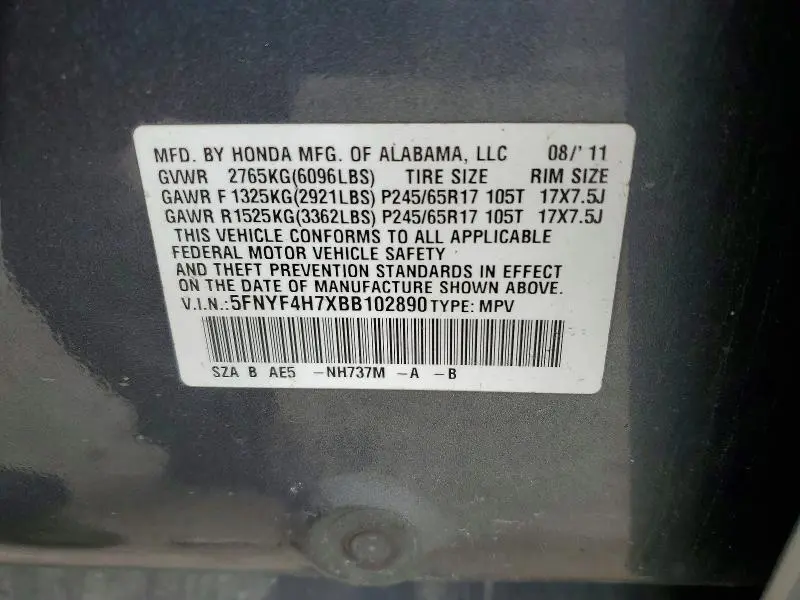 MFD. BY HONDA MFG. OF ALABAMA, LLC 08/'11
GVWR 2765KG(6096LBS) TIRE SIZE RIM SIZE
GAWR F 1325KG(2921LBS) P245/65R17 105T 17X7.5J
GAWR R1525KG(3362LBS) P245/65R17 105T 17X7.5J
THIS VEHICLE CONFORMS TO ALL APPLICABLE
FEDERAL MOTOR VEHICLE SAFETY
AND THEFT PREVENTION STANDARDS IN EFFECT
ON THE DATE OF MANUFACTURE SHOWN ABOVE.
V.I.N.:5FNYF4H7XBB102890 TYPE: MPV
SZA B AE5 -NH737M -A -B